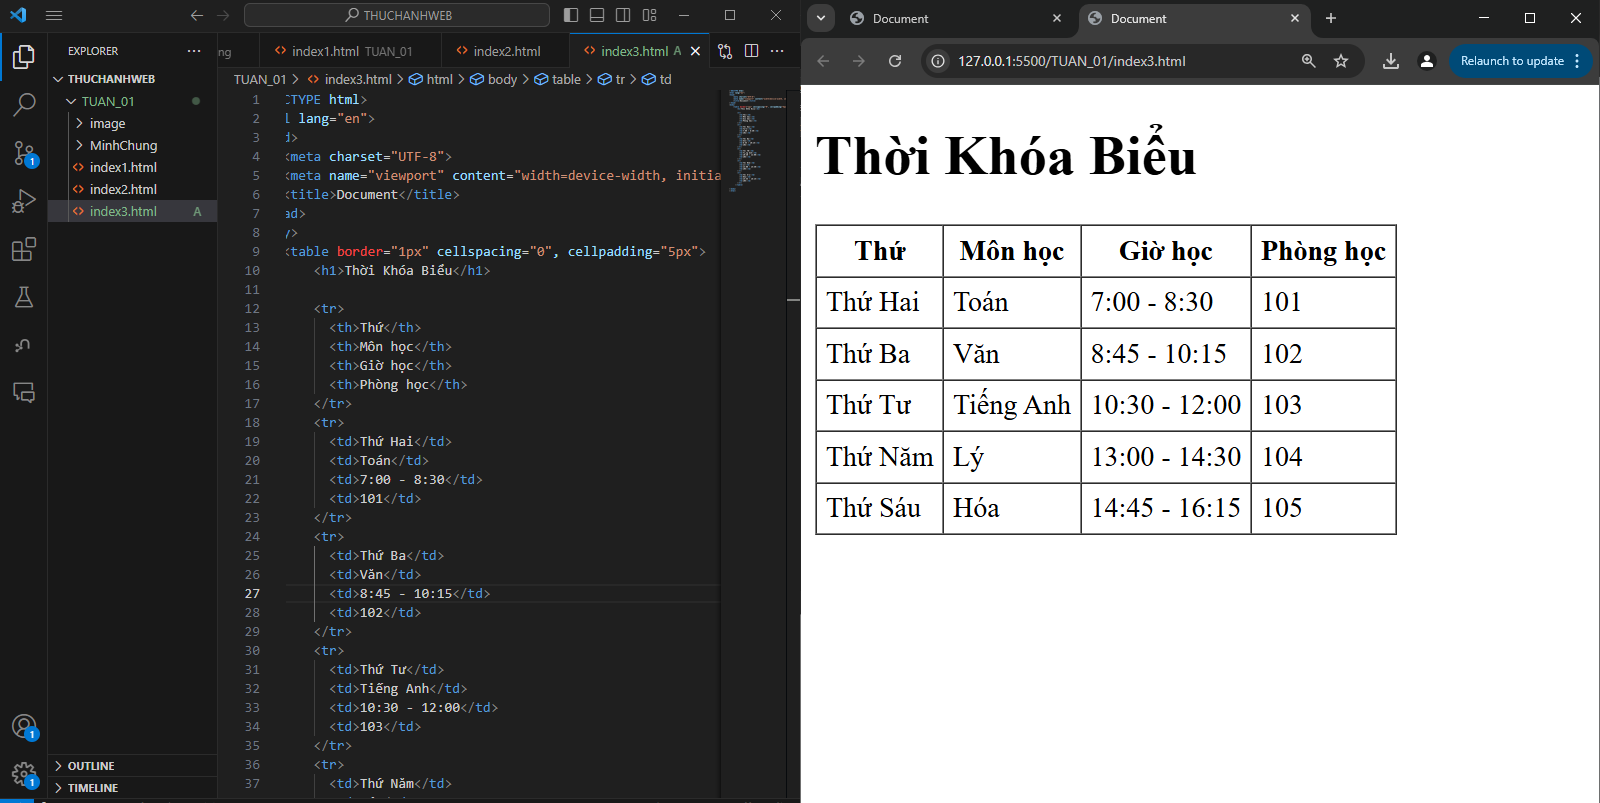 THUCHANHWEB
EXPLORER
THUCHANHWEB
TUAN_01
image
MinhChung
index1.html
index2.html
index3.html A
OUTLINE
TIMELINE
1
1
1
ng
index1.html TUAN_01
index2.html
index3.html A
TUAN_01 > index3.html > html > body > table > tr > td
1 CTYPE html>
2 l lang="en">
3 d>
4 <meta charset="UTF-8">
5 <meta name="viewport" content="width=device-width, initia
6 <title>Document</title>
7 ad>
8 y>
9 <table border="1px" cellspacing="0", cellpadding="5px">
10 <h1>Thời Khóa Biểu</h1>
11
12 <tr>
13 <th>Thứ</th>
14 <th>Môn học</th>
15 <th>Giờ học</th>
16 <th>Phòng học</th>
17 </tr>
18 <tr>
19 <td>Thứ Hai</td>
20 <td>Toán</td>
21 <td>7:00 - 8:30</td>
22 <td>101</td>
23 </tr>
24 <tr>
25 <td>Thứ Ba</td>
26 <td>Văn</td>
27 <td>8:45 - 10:15</td>
28 <td>102</td>
29 </tr>
30 <tr>
31 <td>Thứ Tư</td>
32 <td>Tiếng Anh</td>
33 <td>10:30 - 12:00</td>
34 <td>103</td>
35 </tr>
36 <tr>
37 <td>Thứ Năm</td>
Document
Document
127.0.0.1:5500/TUAN_01/index3.html
Relaunch to update
Thời Khóa Biểu
Thứ Môn học Giờ học Phòng học
Thứ Hai Toán 7:00 - 8:30 101
Thứ Ba Văn 8:45 - 10:15 102
Thứ Tư Tiếng Anh 10:30 - 12:00 103
Thứ Năm Lý 13:00 - 14:30 104
Thứ Sáu Hóa 14:45 - 16:15 105